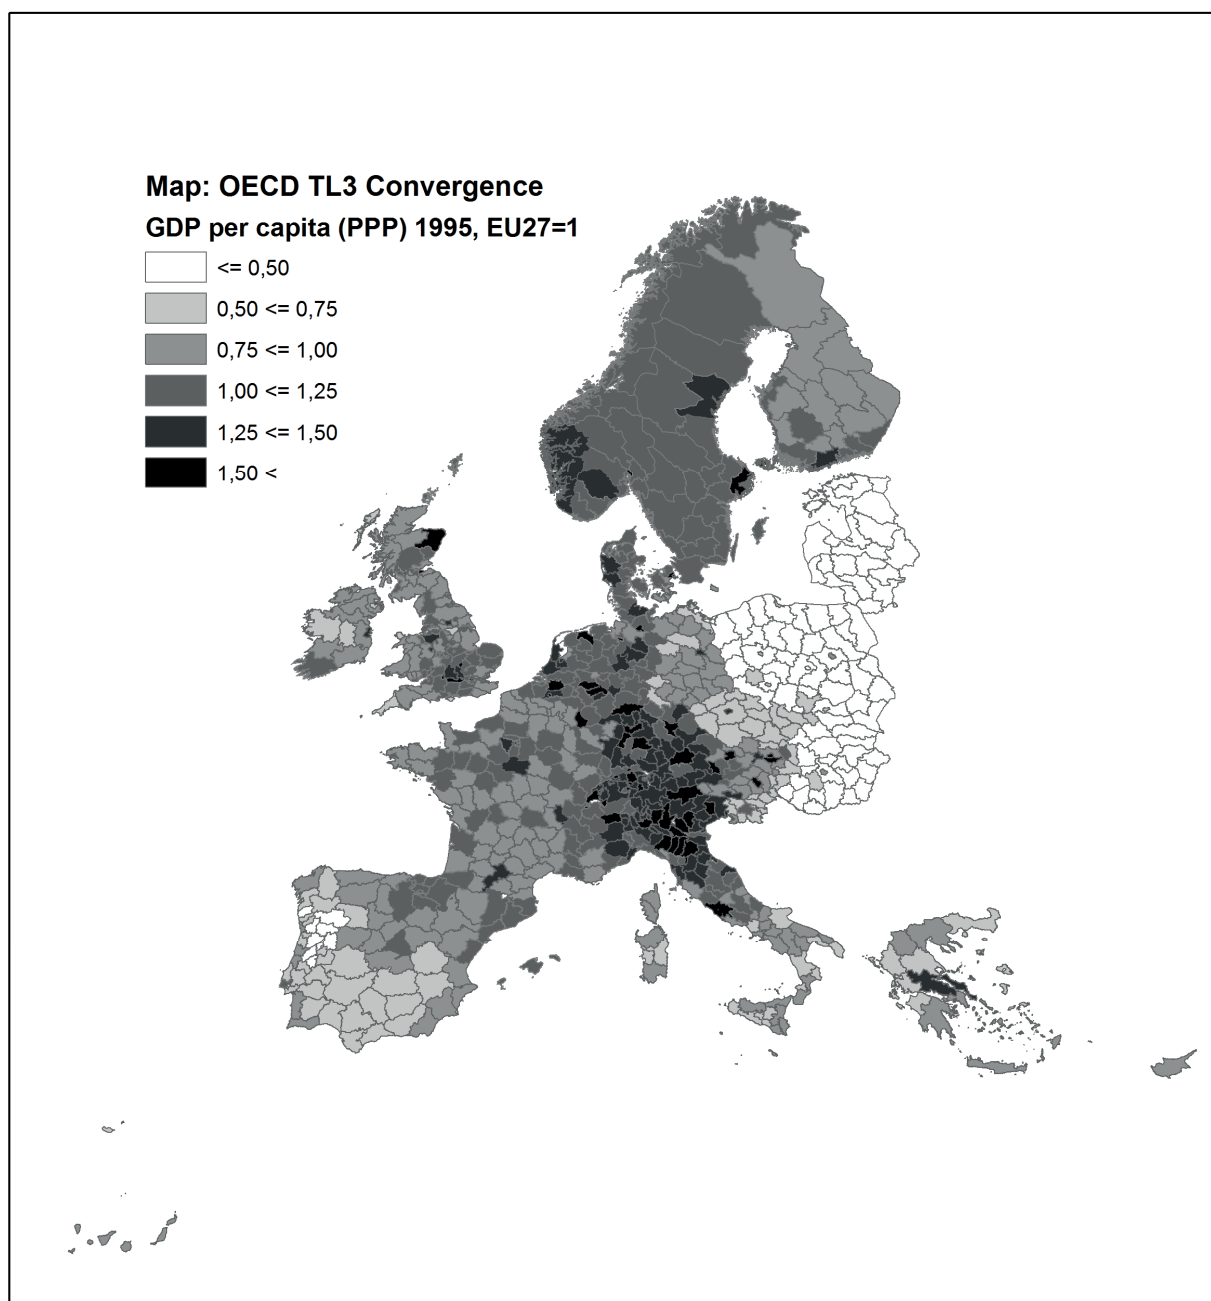 Map: OECD TL3 Convergence
GDP per capita (PPP) 1995, EU27=1
<= 0,50
0,50 <= 0,75
0,75 <= 1,00
1,00 <= 1,25
1,25 <= 1,50
1,50 <